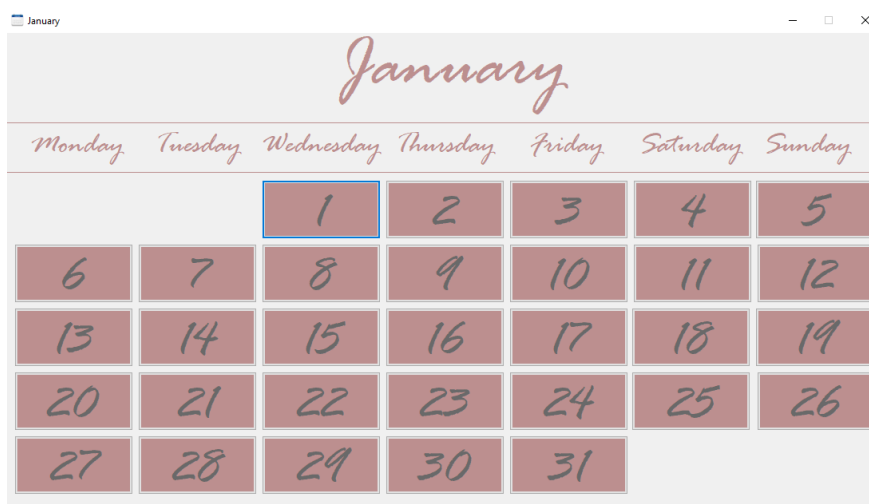 January
January
Monday Tuesday Wednesday Thursday Friday Saturday Sunday
1 2 3 4 5
6 7 8 9 10 11 12
13 14 15 16 17 18 19
20 21 22 23 24 25 26
27 28 29 30 31